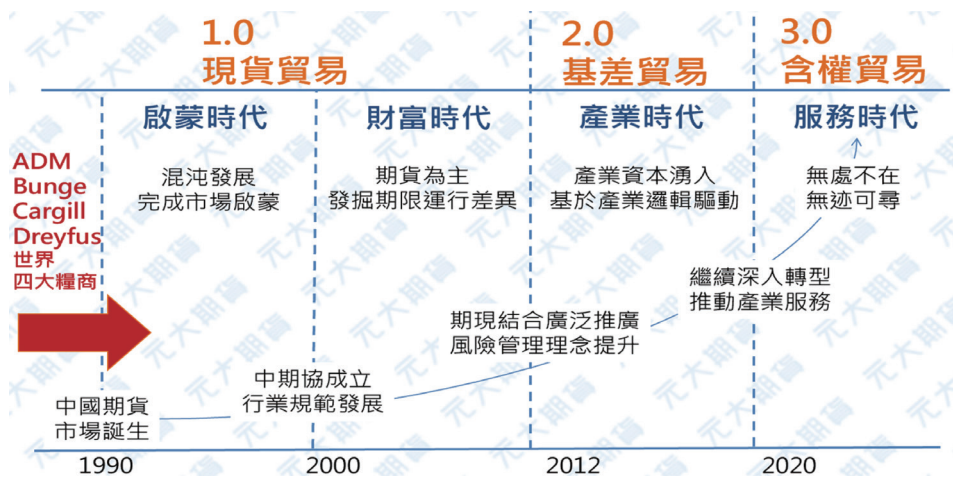 1.0
現貨貿易
2.0
基差貿易
3.0
含權貿易
啟蒙時代
財富時代
產業時代
服務時代
混沌發展
完成市場啟蒙
期貨為主
發掘期限運行差異
產業資本湧入
基於產業邏輯驅動
無處不在
無迹可尋
ADM
Bunge
Cargill
Dreyfus
世界
四大糧商
繼續深入轉型
推動產業服務
期現結合廣泛推廣
風險管理理念提升
中期協成立
行業規範發展
中國期貨
市場誕生
1990
2000
2012
2020
元大期貨